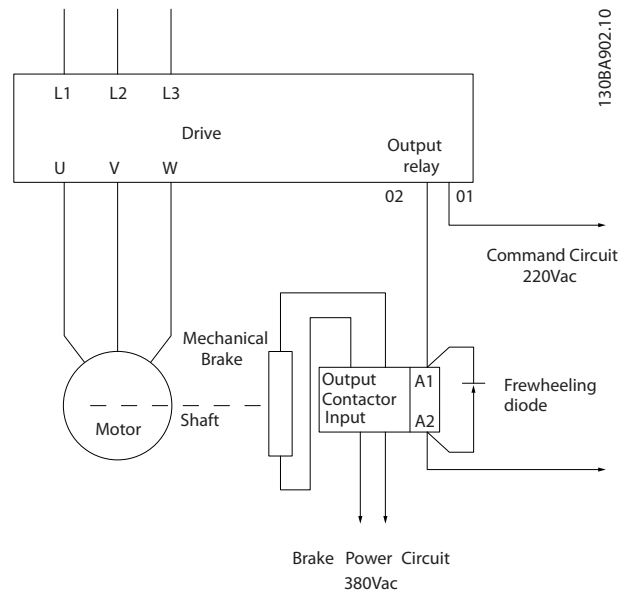 130BA902.10
L1 L2 L3
Drive
Output
relay
U V W
02 01
Command Circuit
220Vac
Mechanical
Brake
Output
Contactor
Input
A1
A2
Frewheeling
diode
Shaft
Motor
Brake Power Circuit
380Vac